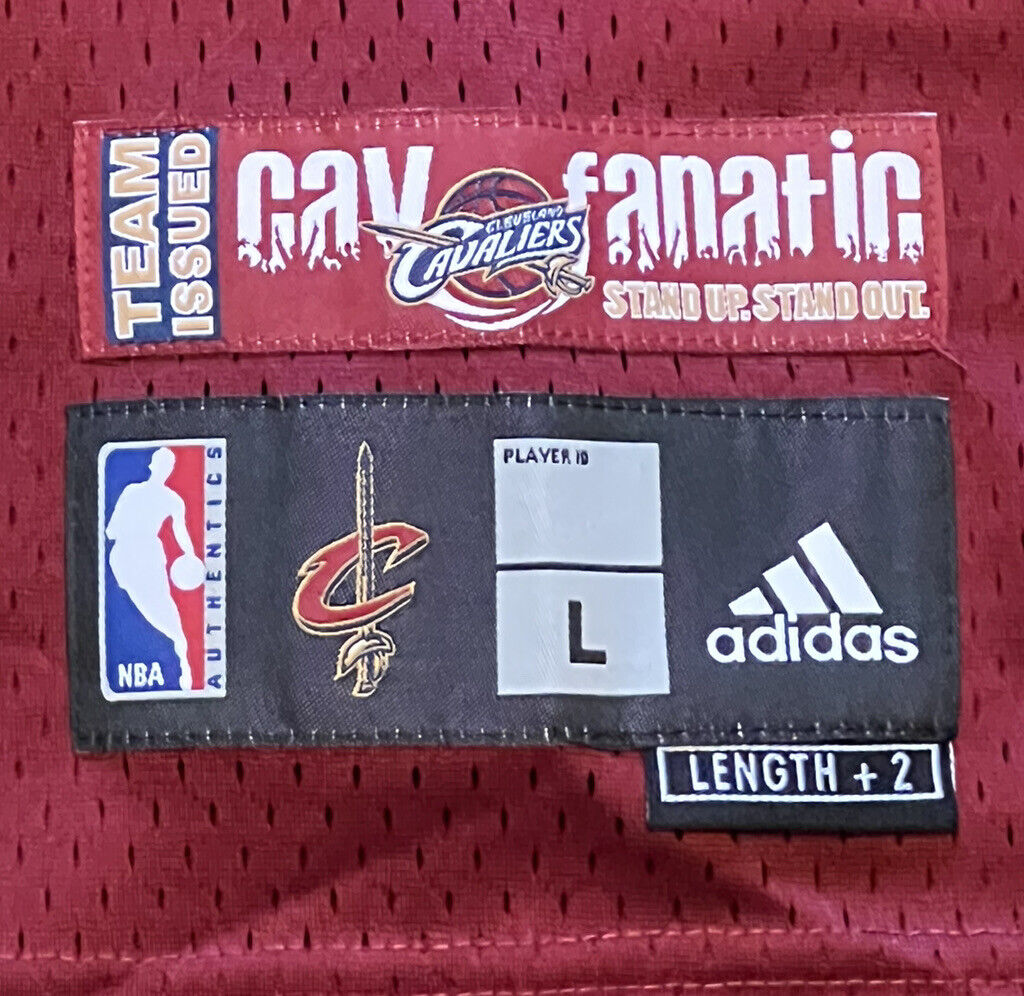 TEAM
ISSUED
cav fanatic
CLEVELAND
CAVALIERS
STAND UP. STAND OUT.
NBA
AUTHENTICS
C
PLAYER ID
L
adidas
LENGTH + 2